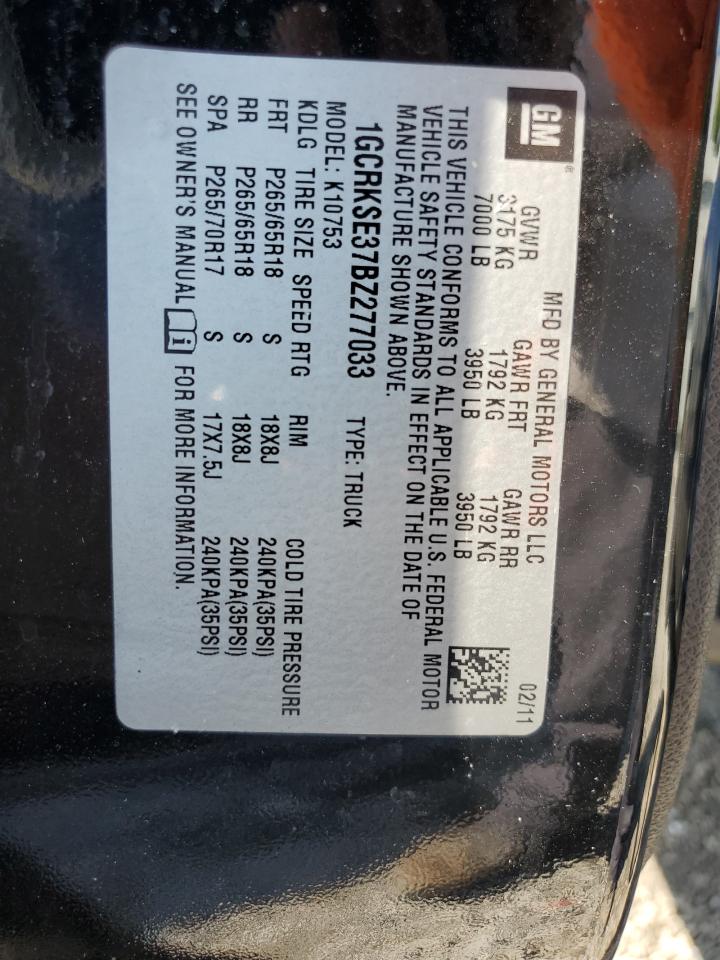 GM®
MFD BY GENERAL MOTORS LLC 02/11
GVWR GAWR FRT GAWR RR
3175 KG 1792 KG 1792 KG
7000 LB 3950 LB 3950 LB
THIS VEHICLE CONFORMS TO ALL APPLICABLE U.S. FEDERAL MOTOR
VEHICLE SAFETY STANDARDS IN EFFECT ON THE DATE OF
MANUFACTURE SHOWN ABOVE.
1GCRKSE37BZ277033 TYPE: TRUCK
MODEL: K10753
KDLG TIRE SIZE SPEED RTG RIM COLD TIRE PRESSURE
FRT P265/65R18 S 18X8J 240KPA(35PSI)
RR P265/65R18 S 18X8J 240KPA(35PSI)
SPA P265/70R17 S 17X7.5J 240KPA(35PSI)
SEE OWNER'S MANUAL i FOR MORE INFORMATION.